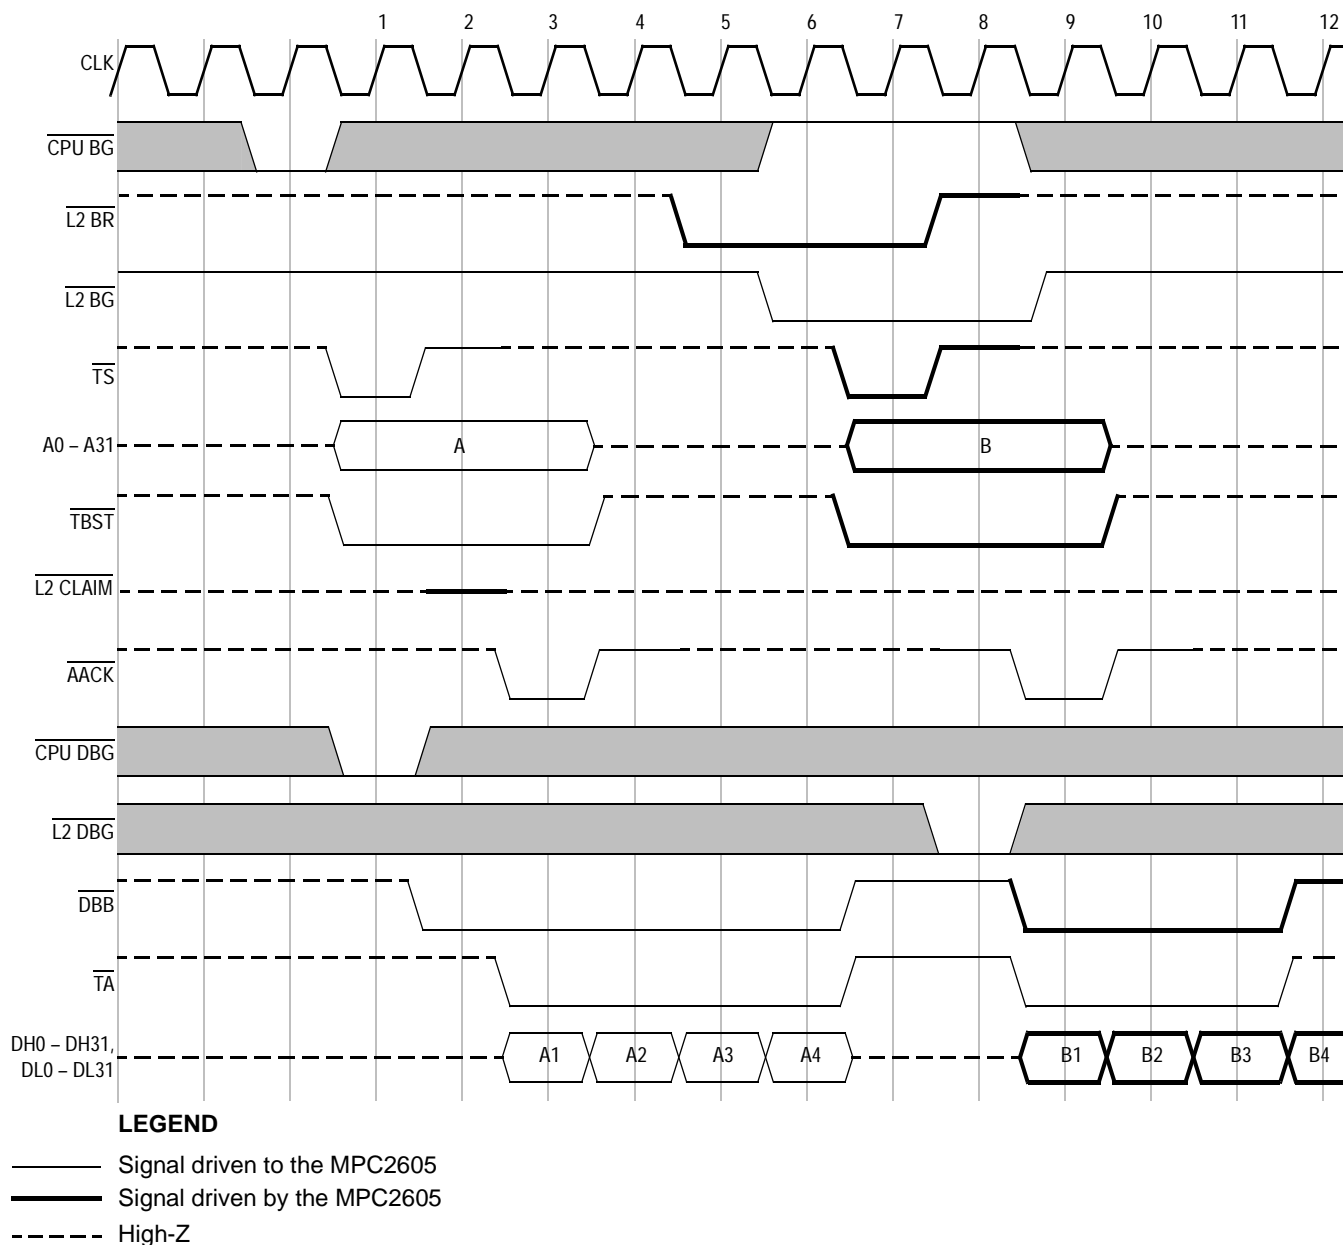 1 2 3 4 5 6 7 8 9 10 11 12
CLK
CPU BG
L2 BR
L2 BG
TS
A0 – A31
A
B
TBST
L2 CLAIM
AACK
CPU DBG
L2 DBG
DBB
TA
DH0 – DH31,
DL0 – DL31
A1 A2 A3 A4 B1 B2 B3 B4
LEGEND
Signal driven to the MPC2605
Signal driven by the MPC2605
High-Z